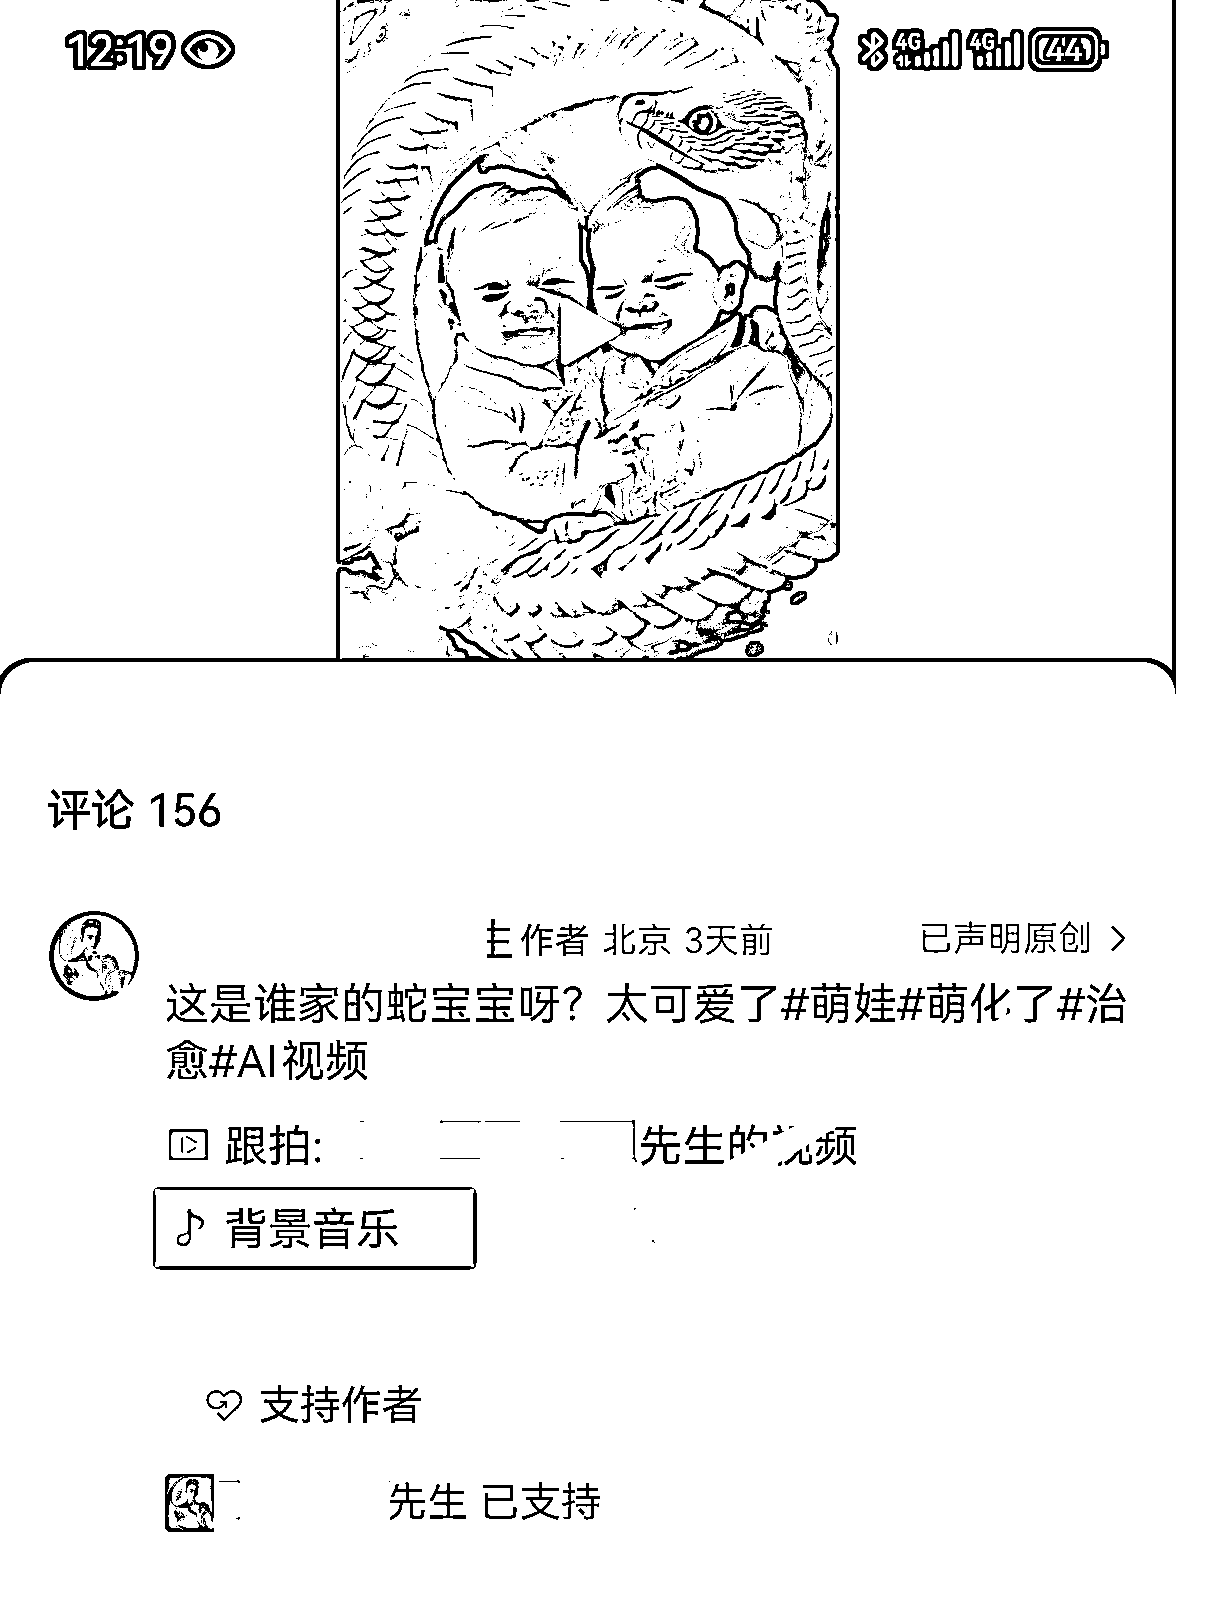 12:19 4G 4G 44
评论 156
作者 北京 3天前 已声明原创
这是谁家的蛇宝宝呀？太可爱了#萌娃#萌化了#治
愈#AI视频
跟拍: 先生的视频
背景音乐
支持作者
先生 已支持